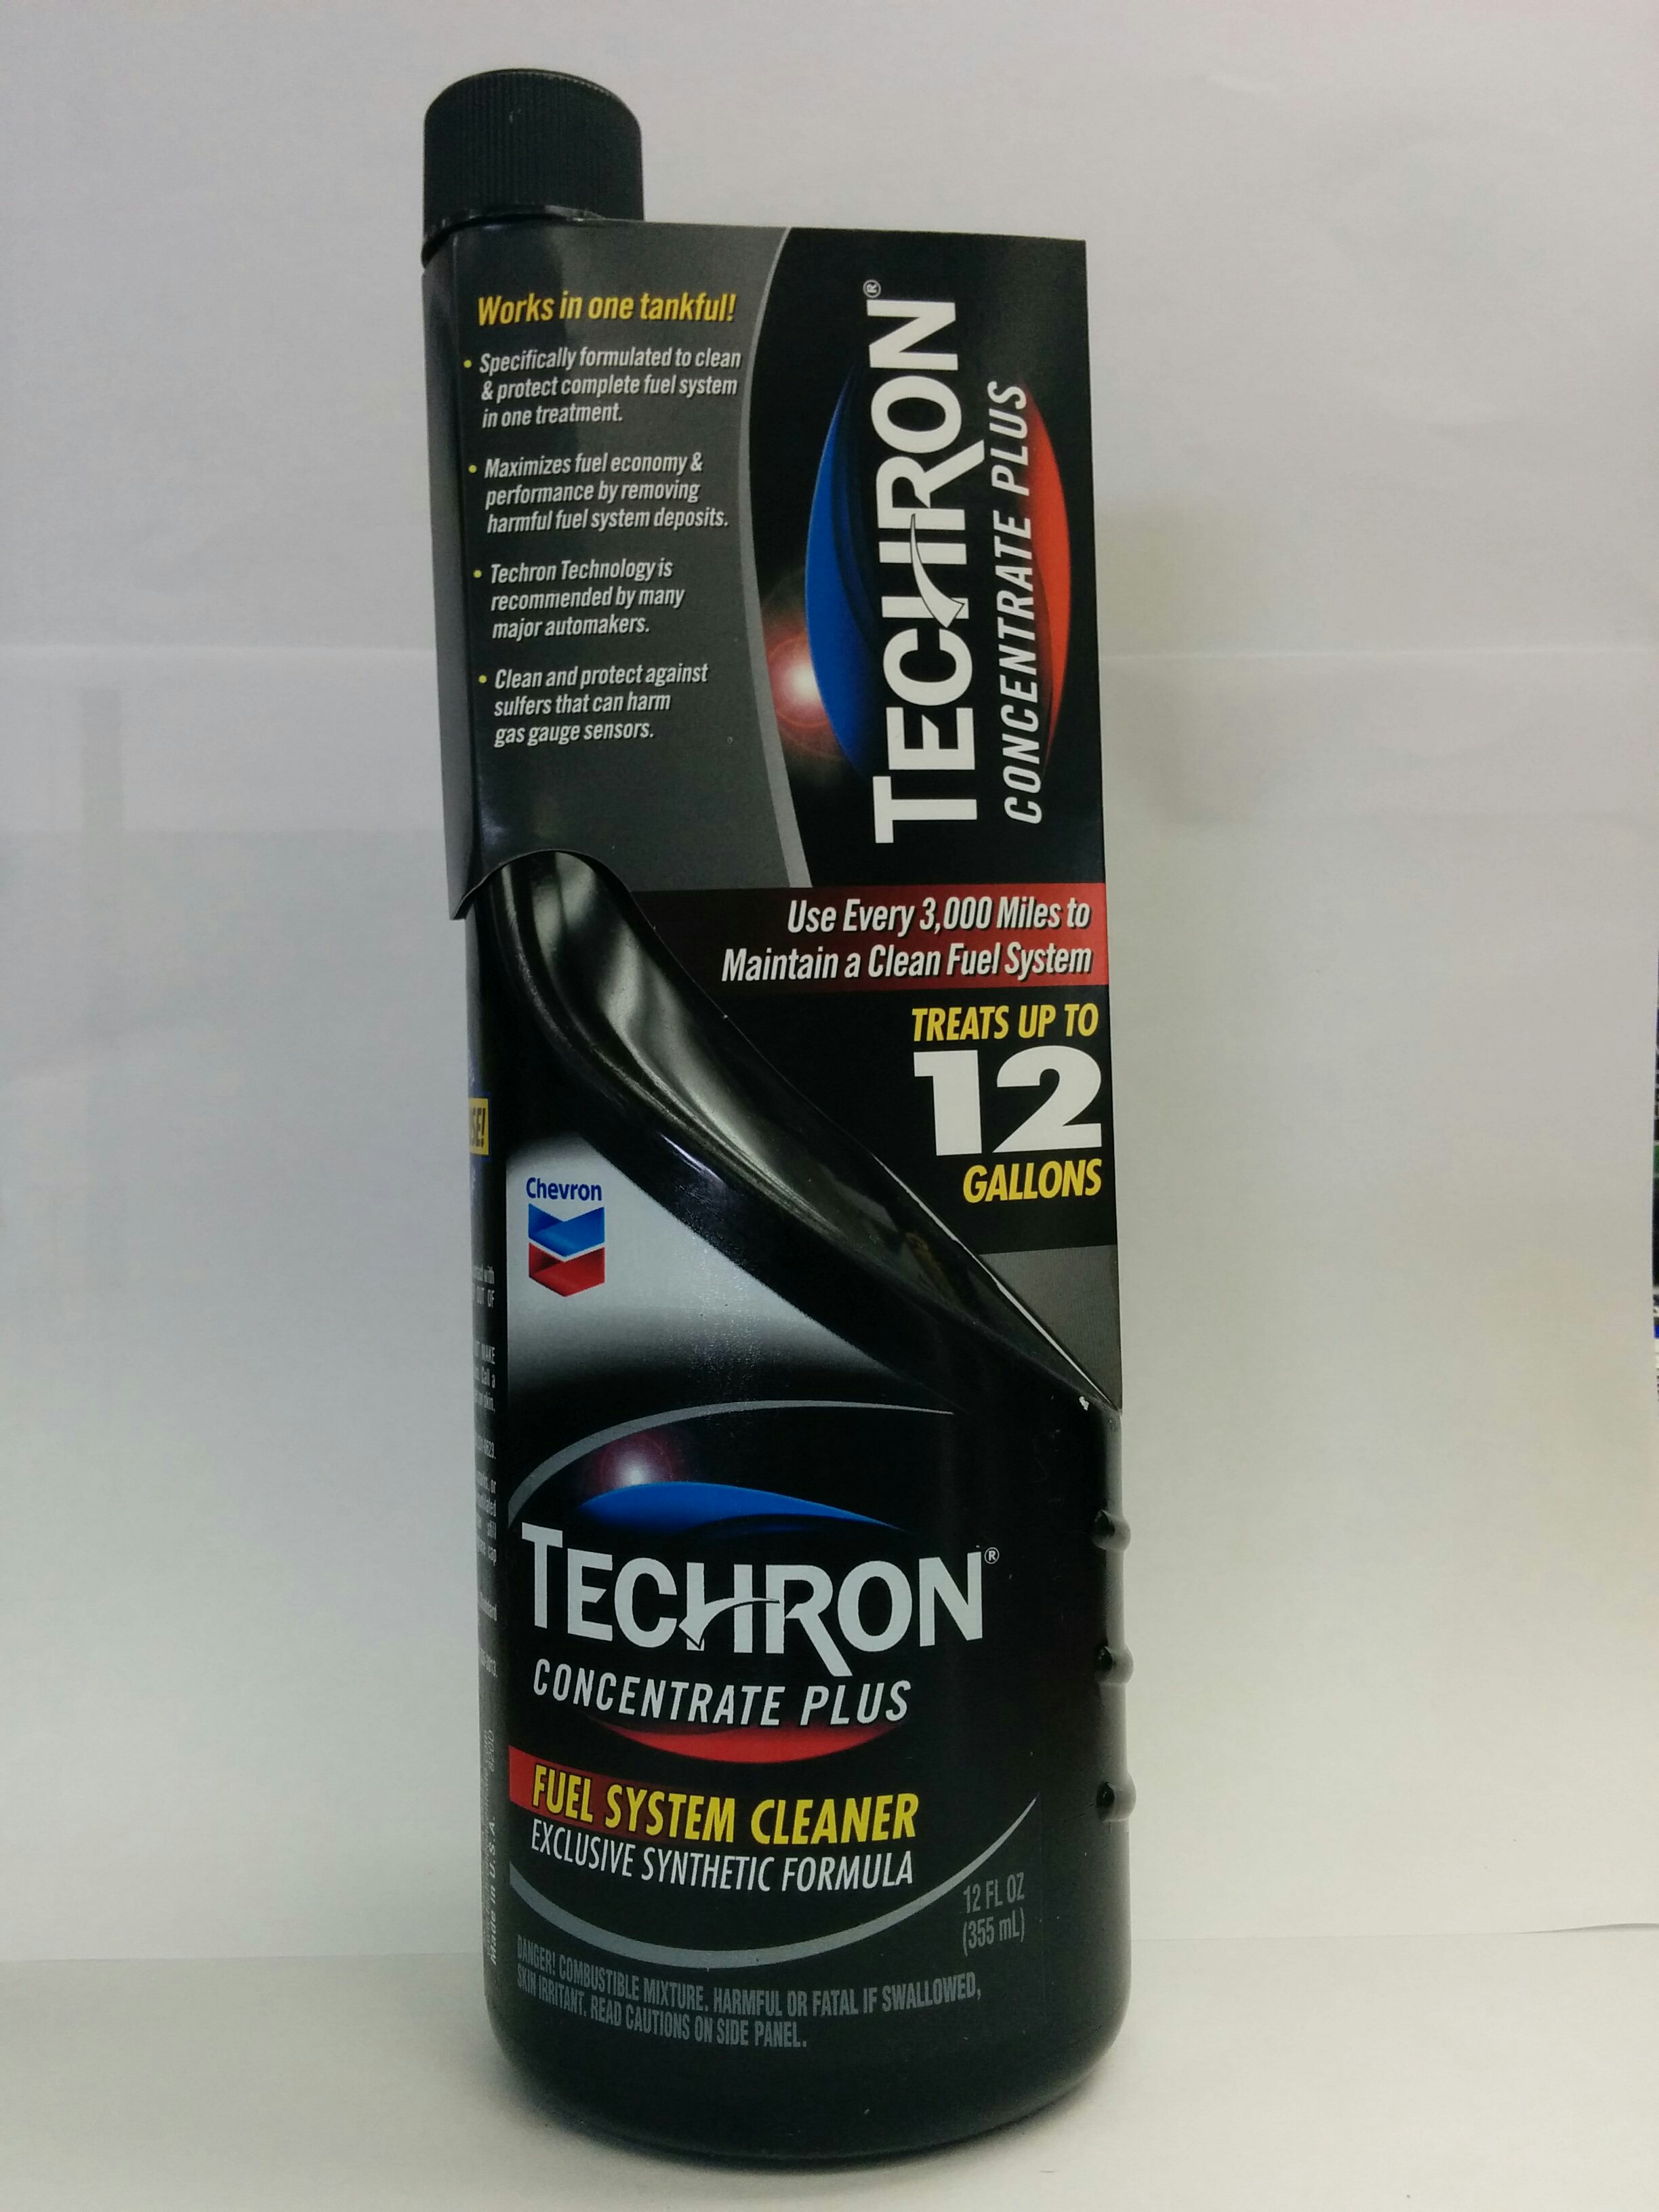 Works in one tankful!
• Specifically formulated to clean
& protect complete fuel system
in one treatment.
• Maximizes fuel economy &
performance by removing
harmful fuel system deposits.
• Techron Technology is
recommended by many
major automakers.
• Clean and protect against
sulfers that can harm
gas gauge sensors.
TECHRON®
CONCENTRATE PLUS
Use Every 3,000 Miles to
Maintain a Clean Fuel System
TREATS UP TO
12
GALLONS
Chevron
TECHRON®
CONCENTRATE PLUS
FUEL SYSTEM CLEANER
EXCLUSIVE SYNTHETIC FORMULA
12 FL OZ
(355 mL)
DANGER! COMBUSTIBLE MIXTURE. HARMFUL OR FATAL IF SWALLOWED,
SKIN IRRITANT. READ CAUTIONS ON SIDE PANEL.
Made in U.S.A.